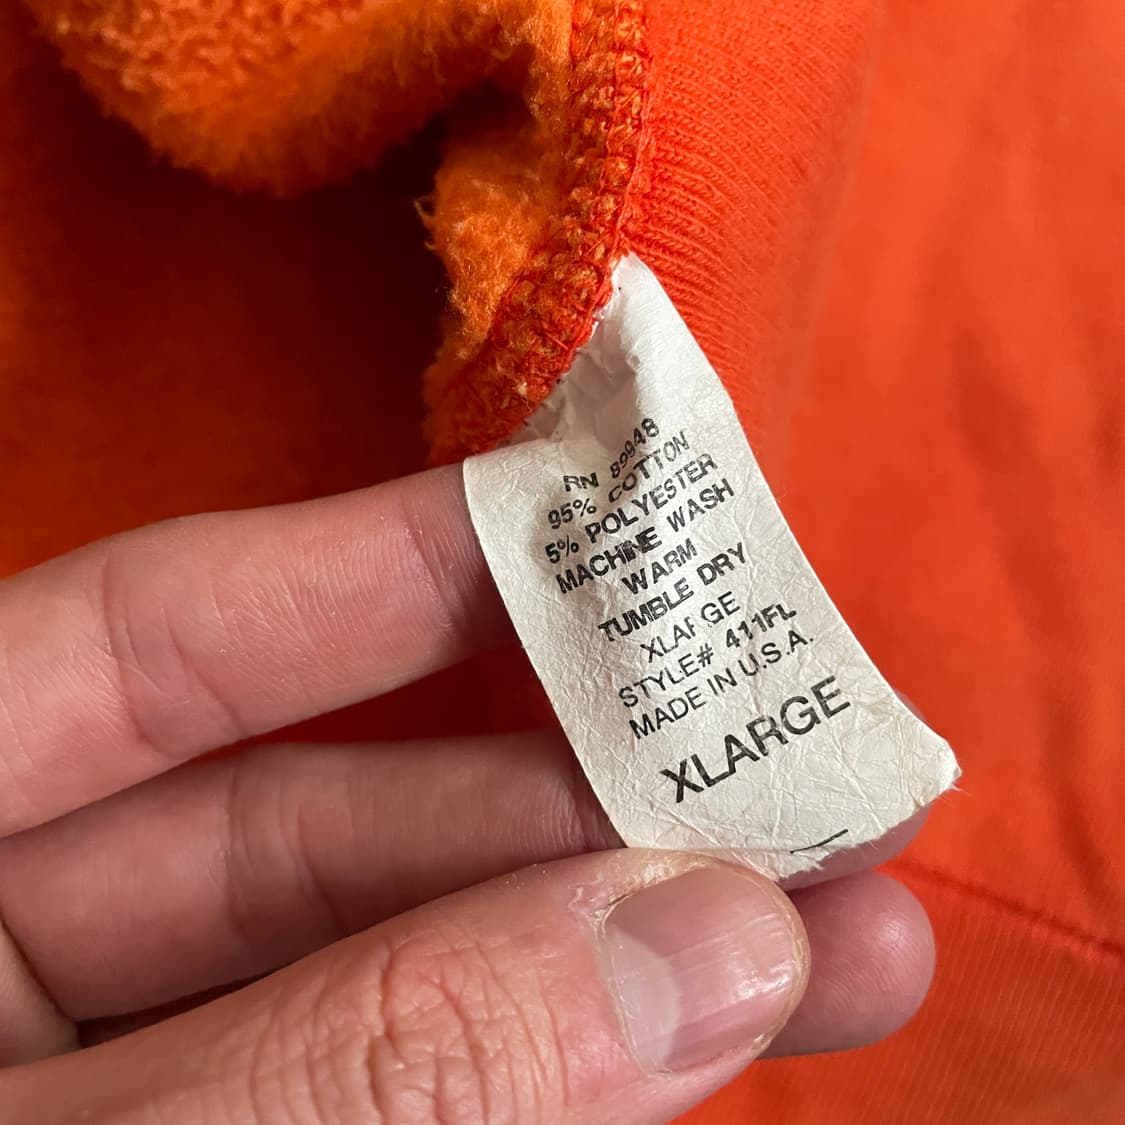 RN 89948
95% COTTON
5% POLYESTER
MACHINE WASH
WARM
TUMBLE DRY
XLARGE
STYLE# 411FL
MADE IN U.S.A.
XLARGE